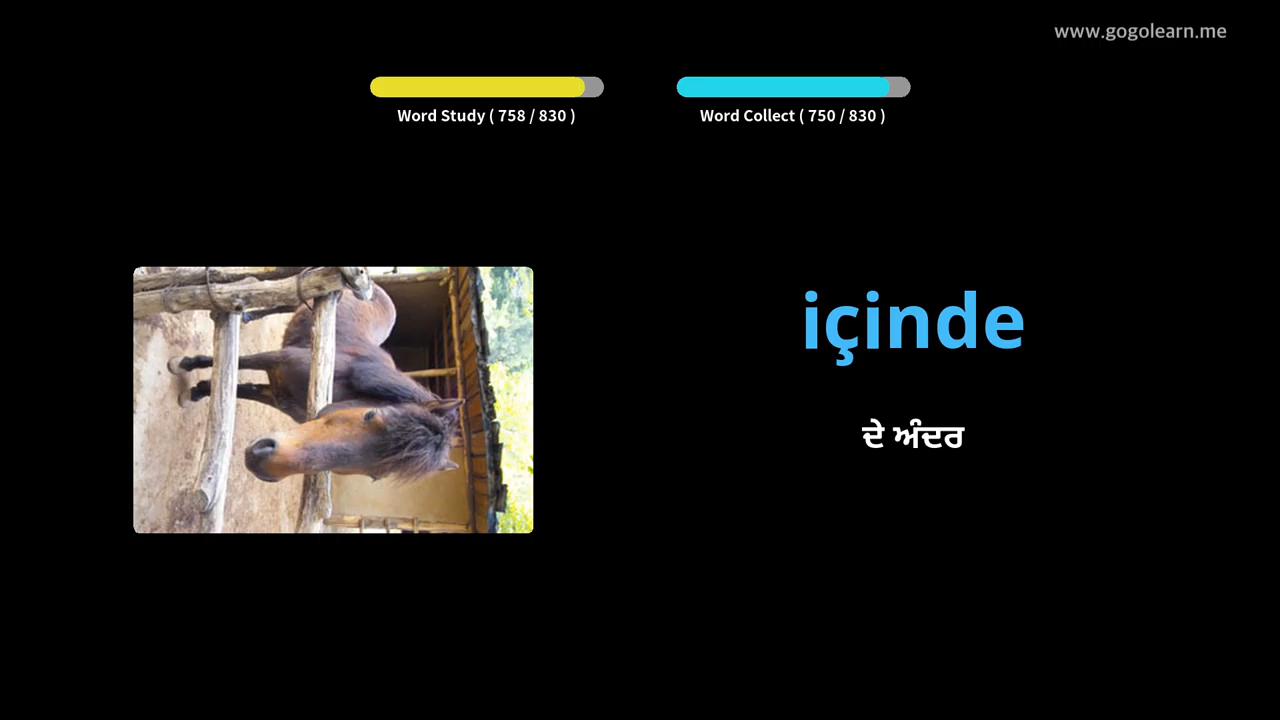 www.gogolearn.me
Word Study ( 758 / 830 )
Word Collect ( 750 / 830 )
içinde
ਦੇ ਅੰਦਰ